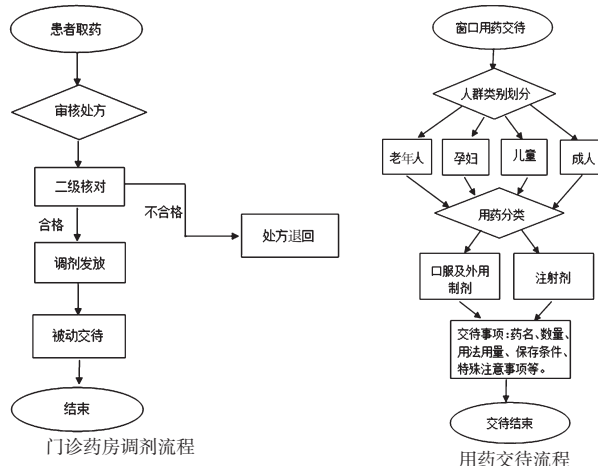 患者取药
审核处方
二级核对
合格
不合格
处方退回
调剂发放
被动交待
结束
门诊药房调剂流程
窗口用药交待
人群类别划分
老年人
孕妇
儿童
成人
用药分类
口服及外用
制剂
注射剂
交待事项:药名、数量、
用法用量、保存条件、
特殊注意事项等。
交待结束
用药交待流程